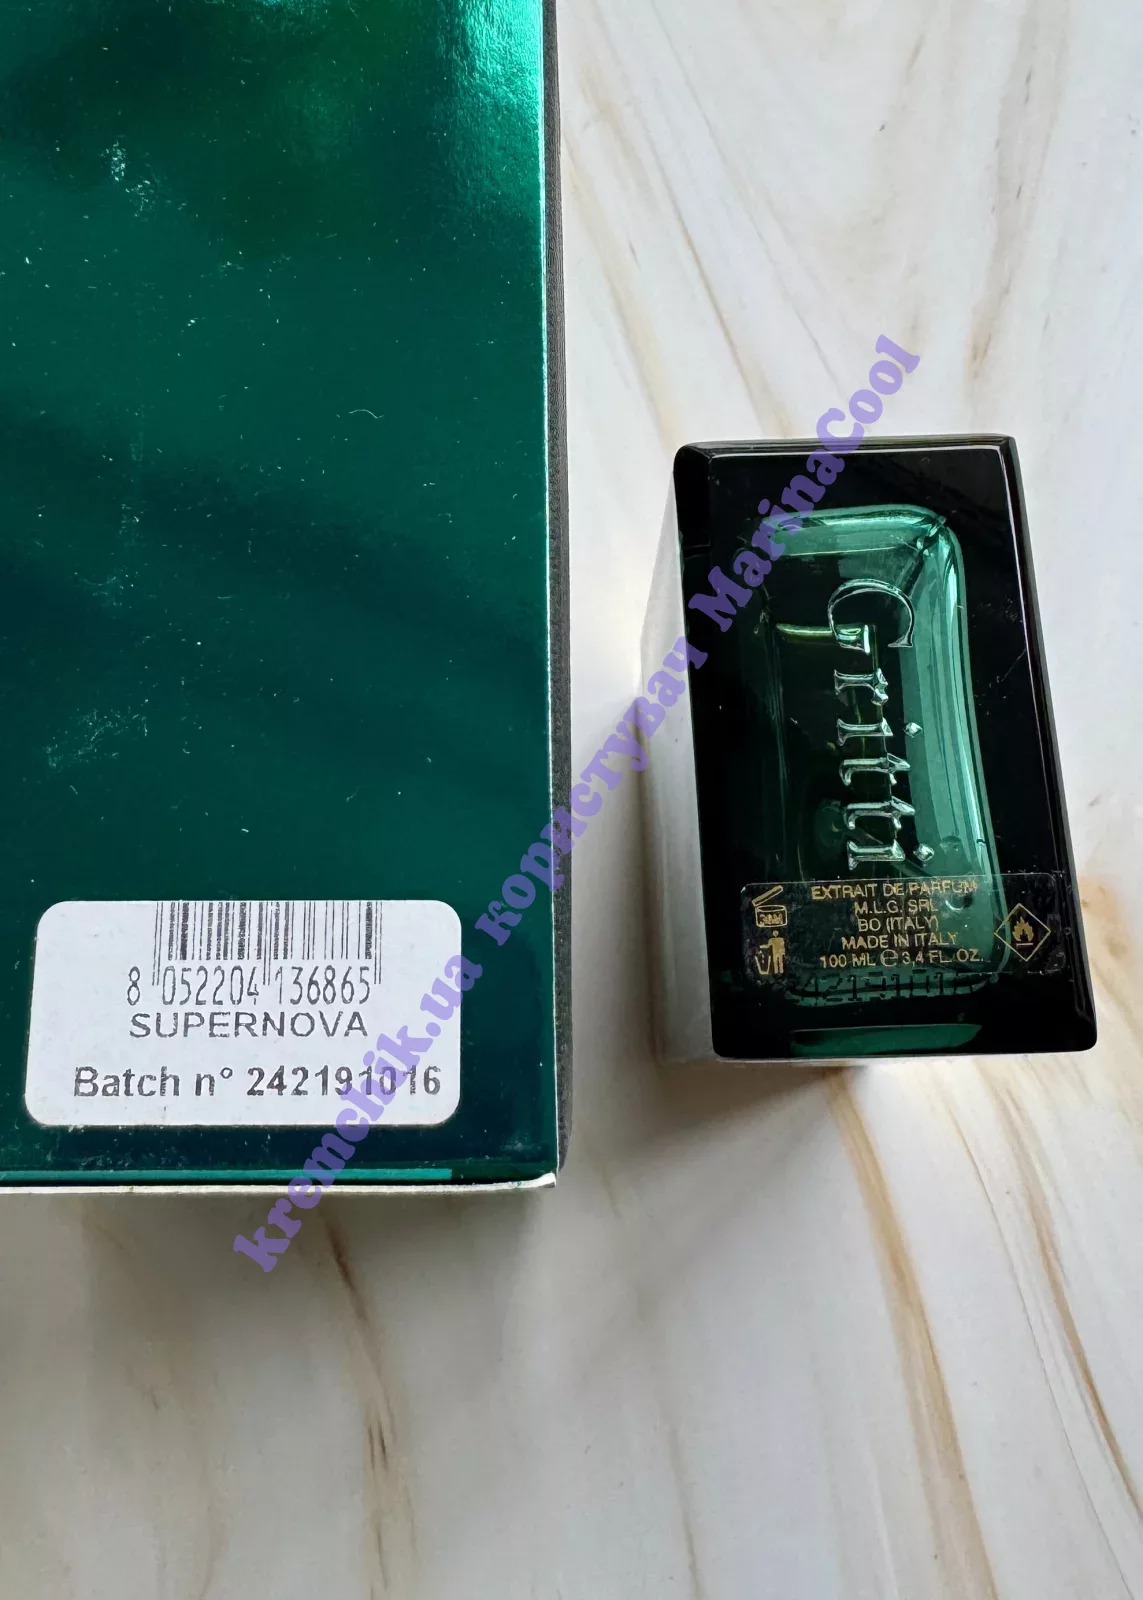 8 052204 136865
SUPERNOVA
Batch n° 242191016
Gritti
EXTRAIT DE PARFUM
M.L.G. SRL
BO (ITALY)
MADE IN ITALY
100 ML ℮ 3,4 FL. OZ.
kremchik.ua користувач MarinaCool